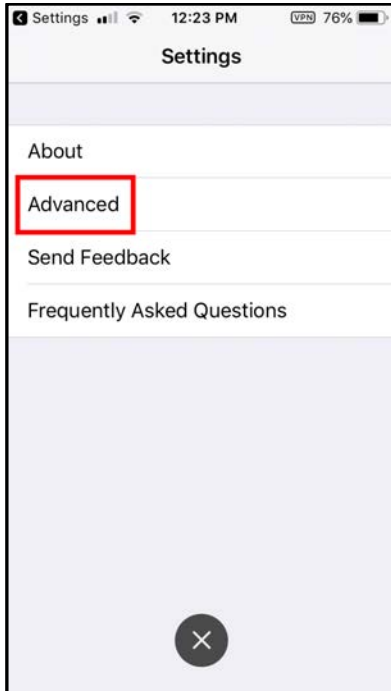 Settings 12:23 PM VPN 76%
Settings
About
Advanced
Send Feedback
Frequently Asked Questions